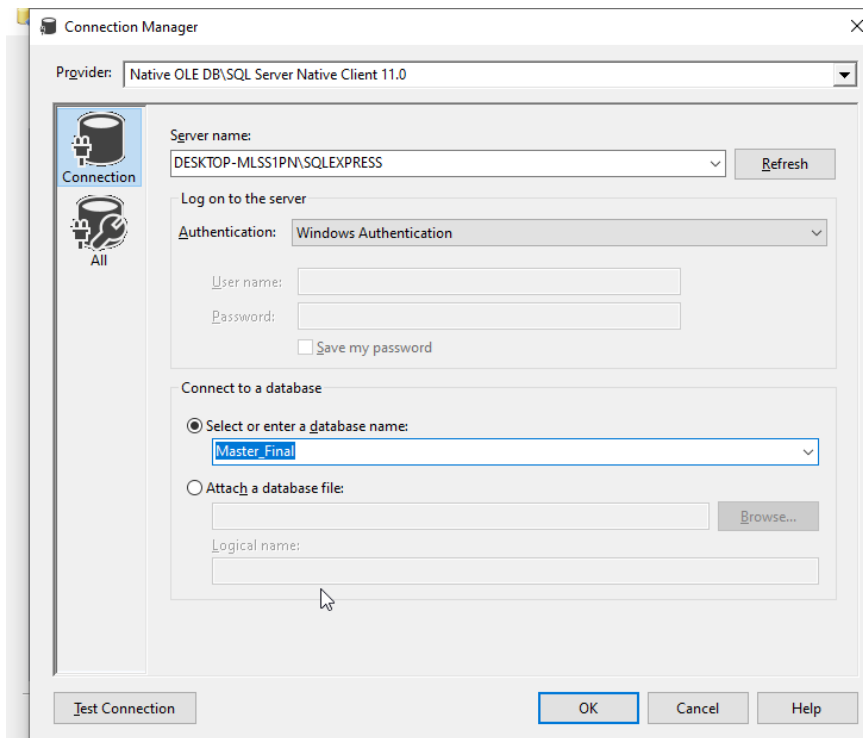 Connection Manager
Provider: Native OLE DB\SQL Server Native Client 11.0
Connection
All
Server name:
DESKTOP-MLSS1PN\SQLEXPRESS
Refresh
Log on to the server
Authentication: Windows Authentication
User name:
Password:
Save my password
Connect to a database
Select or enter a database name:
Master_Final
Attach a database file:
Browse...
Logical name:
Test Connection OK Cancel Help